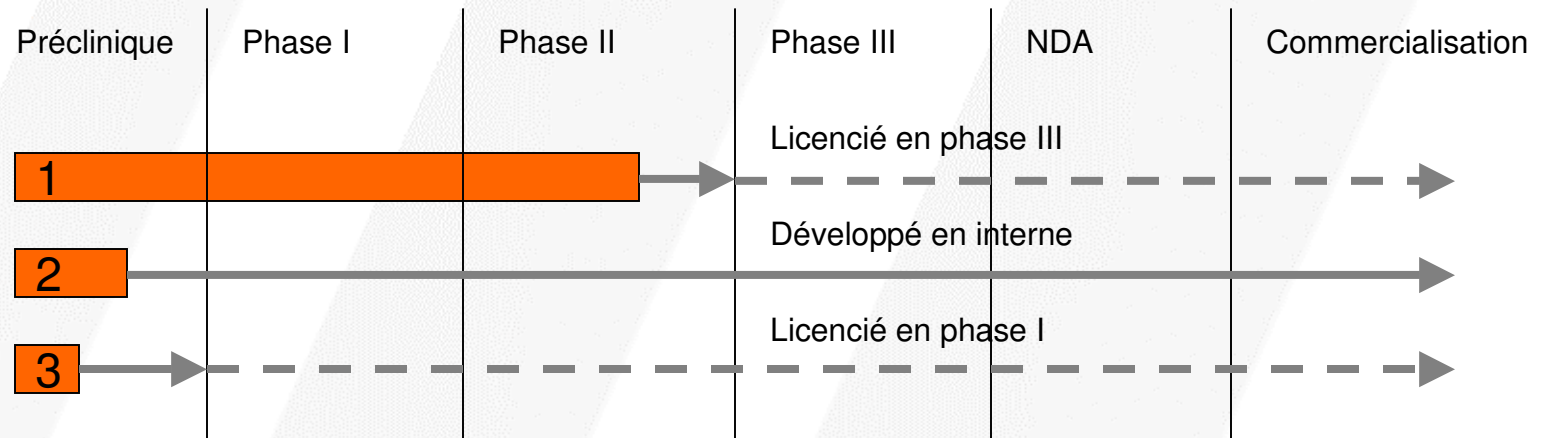 Préclinique Phase I Phase II Phase III NDA Commercialisation
Licencié en phase III
1
Développé en interne
2
Licencié en phase I
3